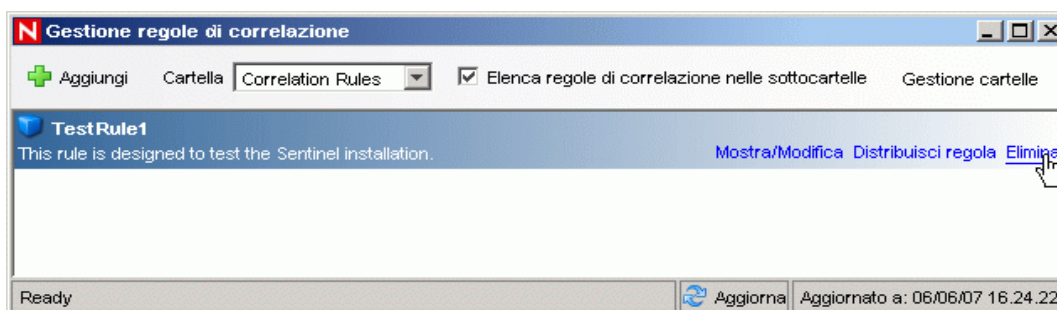 N Gestione regole di correlazione
Aggiungi Cartella Correlation Rules Elenca regole di correlazione nelle sottocartelle Gestione cartelle
TestRule1
This rule is designed to test the Sentinel installation. Mostra/Modifica Distribuisci regola Elimina
Ready Aggiorna Aggiornato a: 06/06/07 16.24.22